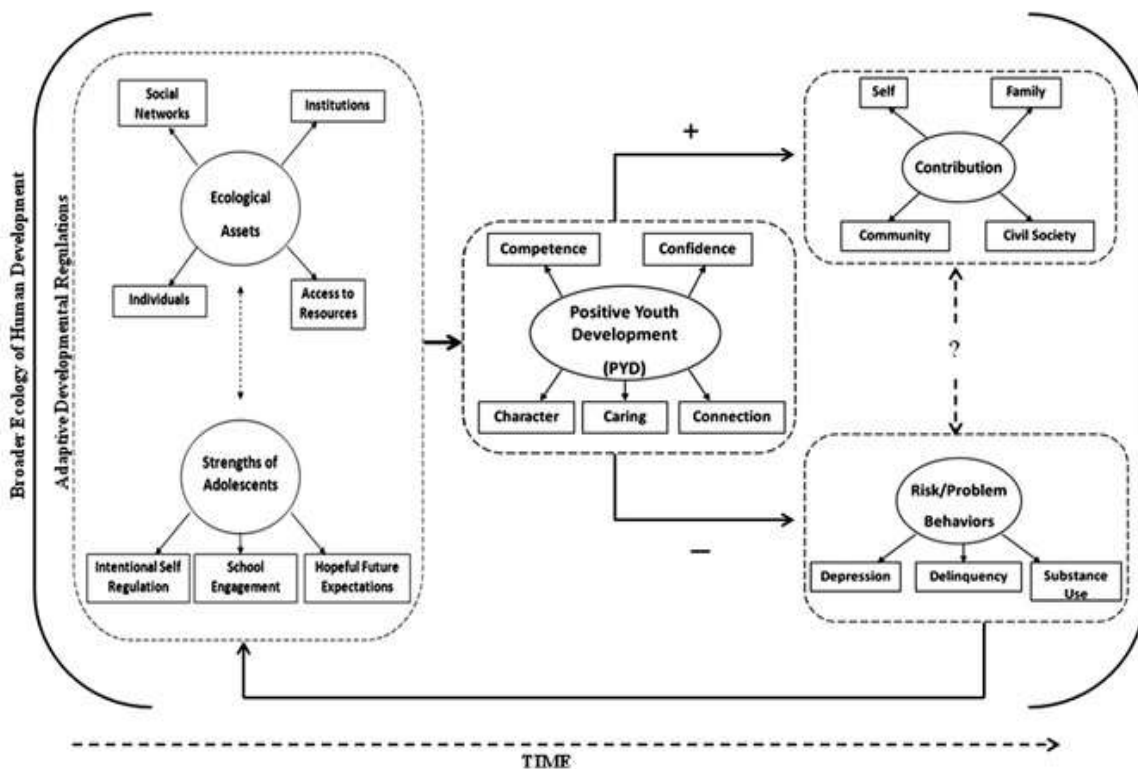 Broader Ecology of Human Development
Adaptive Developmental Regulations
Social
Networks
Institutions
Ecological
Assets
Individuals
Access to
Resources
Strengths of
Adolescents
Intentional Self
Regulation
School
Engagement
Hopeful Future
Expectations
Competence
Confidence
Positive Youth
Development
(PYD)
Character
Caring
Connection
+
−
Self
Family
Contribution
Community
Civil Society
?
Risk/Problem
Behaviors
Depression
Delinquency
Substance
Use
TIME